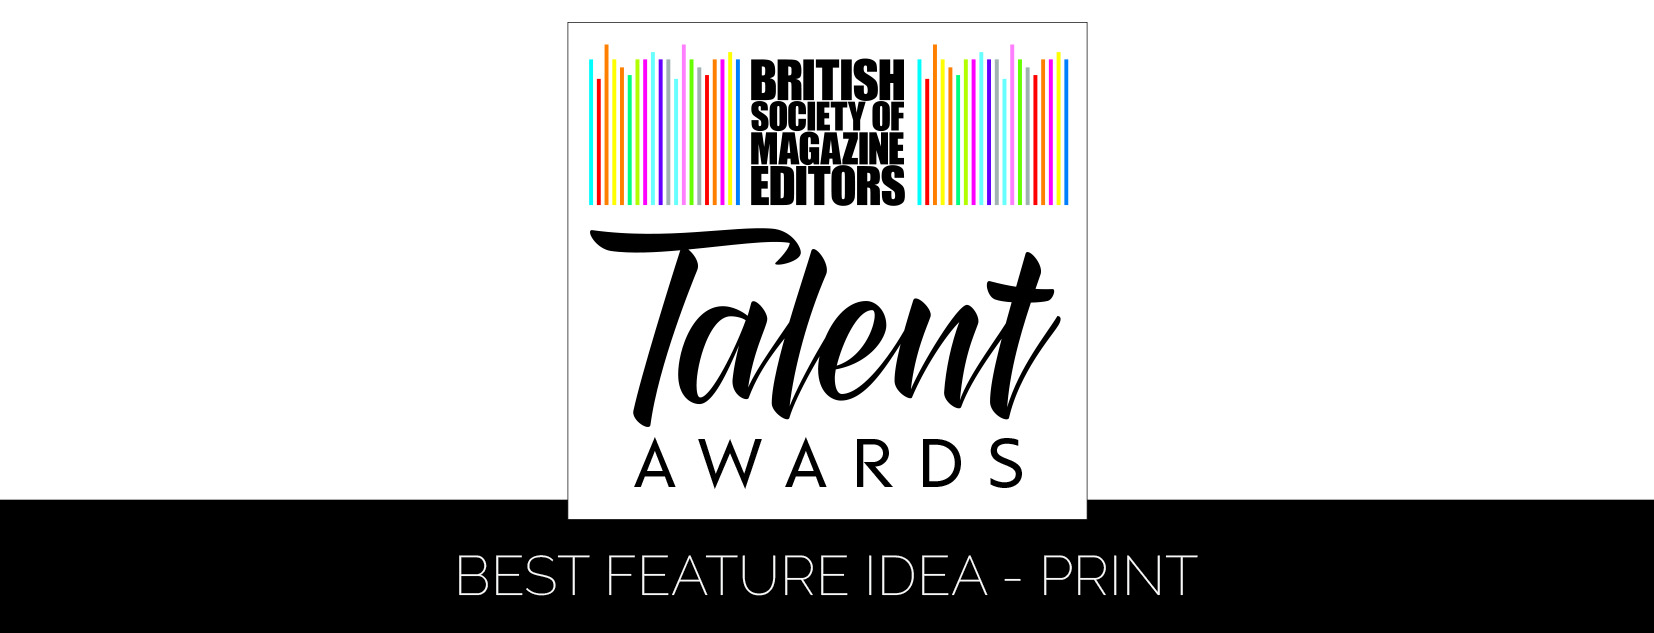 BRITISH
SOCIETY OF
MAGAZINE
EDITORS
Talent
AWARDS
BEST FEATURE IDEA - PRINT